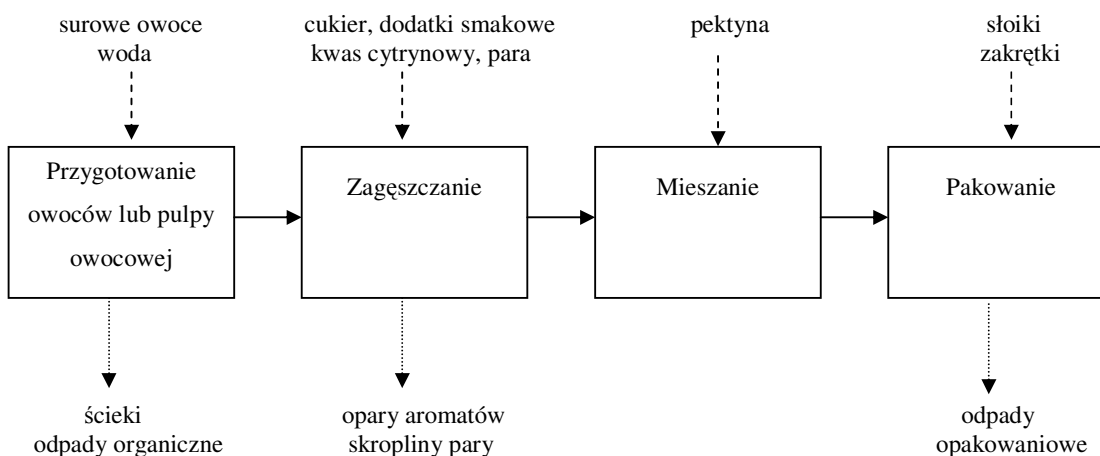 surowe owoce
woda
cukier, dodatki smakowe
kwas cytrynowy, para
pektyna
słoiki
zakrętki
Przygotowanie
owoców lub pulpy
owocowej
Zagęszczanie
Mieszanie
Pakowanie
ścieki
odpady organiczne
opary aromatów
skropliny pary
odpady
opakowaniowe